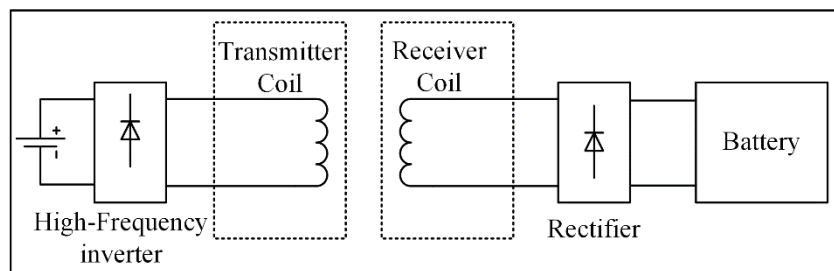 Transmitter
Coil
Receiver
Coil
+
-
Battery
High-Frequency
inverter
Rectifier